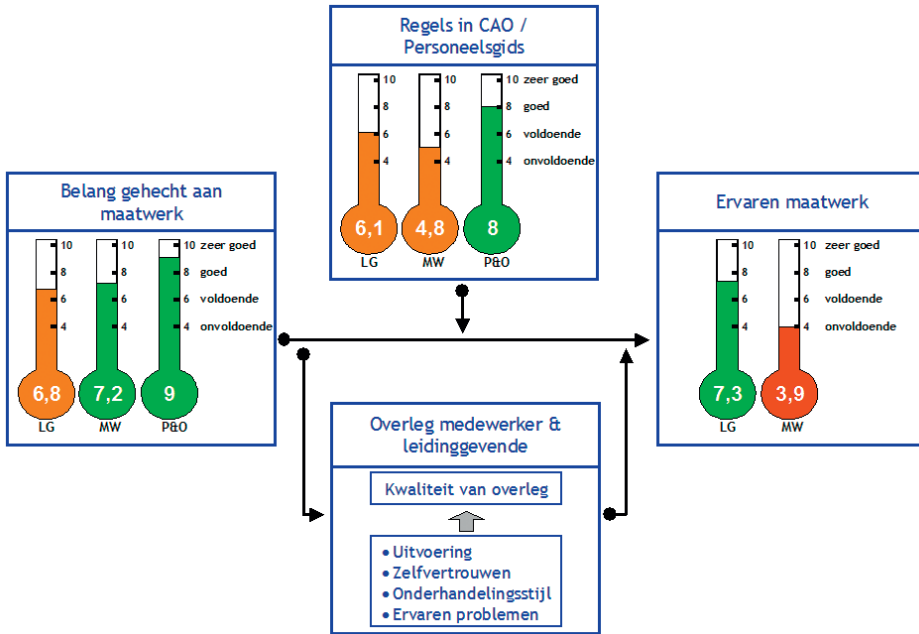 Regels in CAO /
Personeelsgids
10 10 10 zeer goed
8 8 8 goed
6 6 6 voldoende
4 4 4 onvoldoende
6,1 4,8 8
LG MW P&O
Belang gehecht aan
maatwerk
10 10 10 zeer goed
8 8 8 goed
6 6 6 voldoende
4 4 4 onvoldoende
6,8 7,2 9
LG MW P&O
Ervaren maatwerk
10 10 zeer goed
8 8 goed
6 6 voldoende
4 4 onvoldoende
7,3 3,9
LG MW
Overleg medewerker &
leidinggevende
Kwaliteit van overleg
• Uitvoering
• Zelfvertrouwen
• Onderhandelingsstijl
• Ervaren problemen